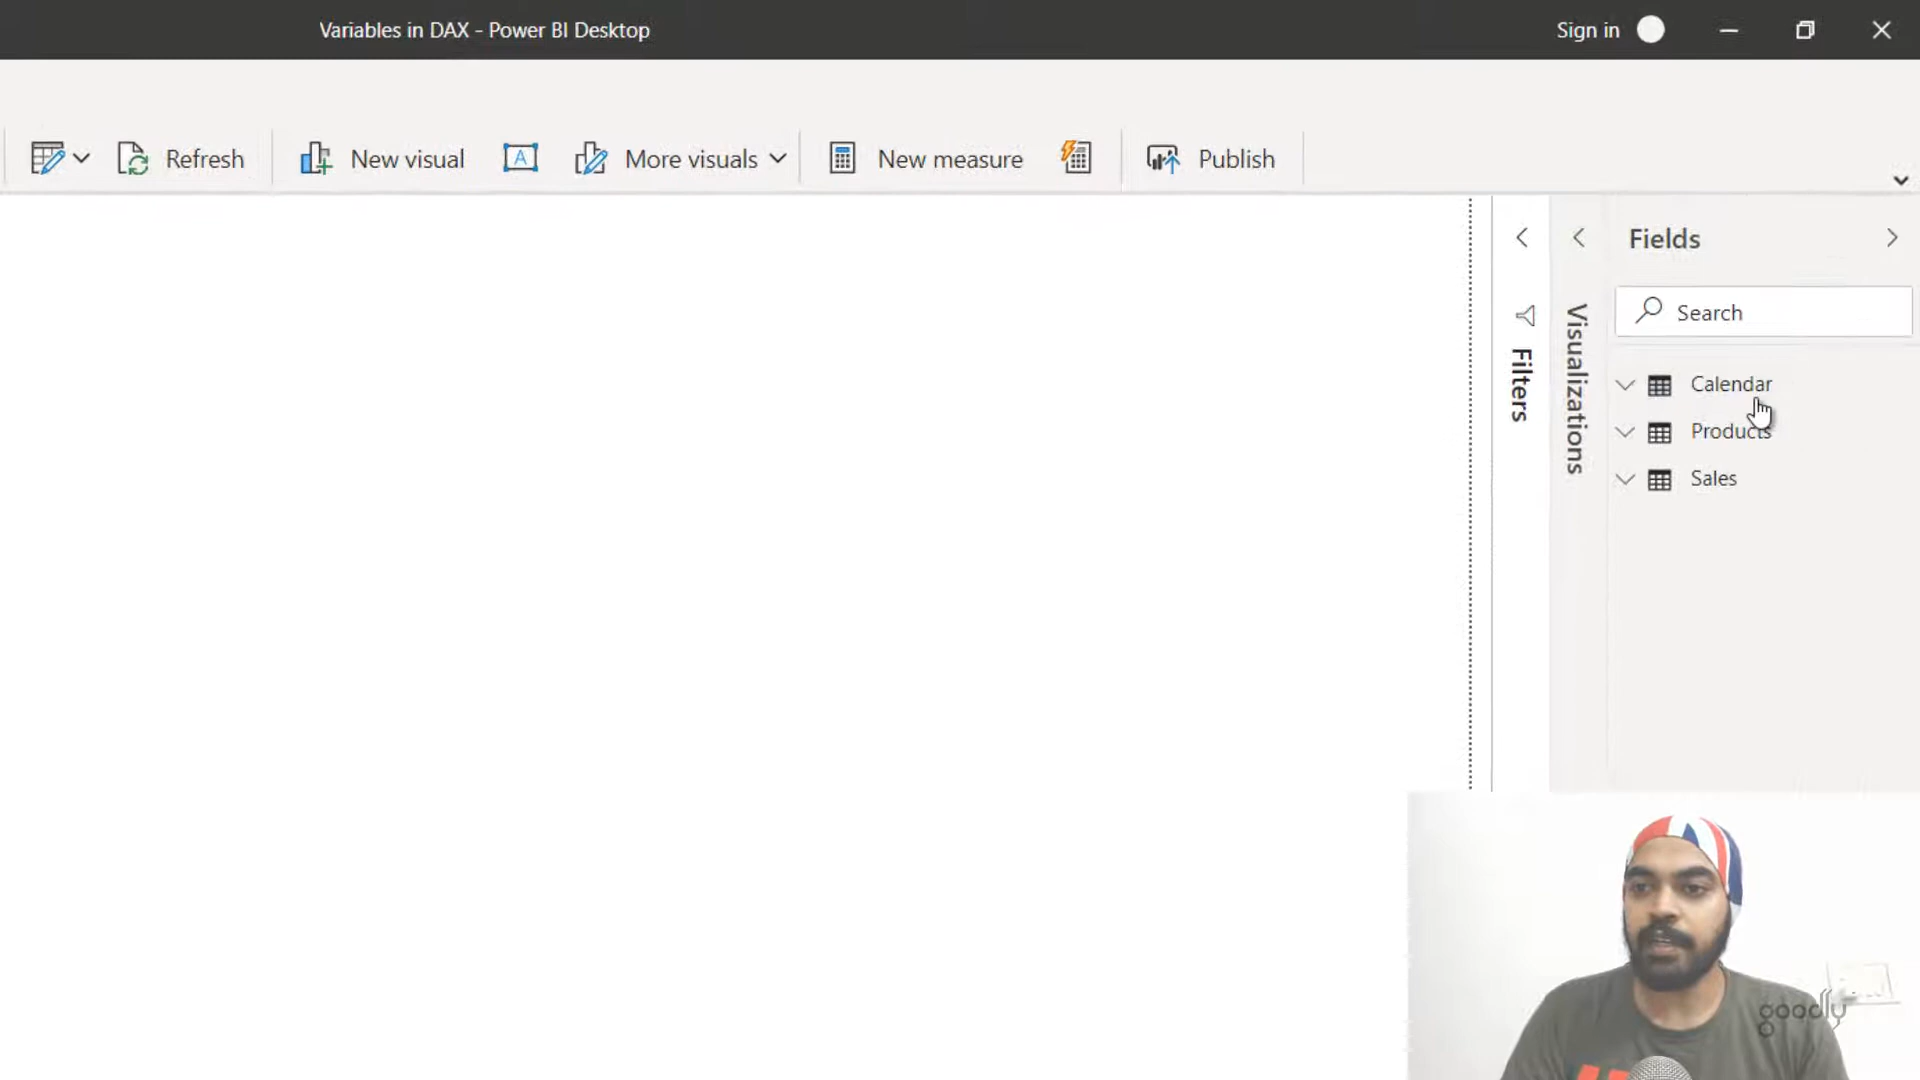 Variables in DAX - Power BI Desktop
Sign in
Refresh
New visual
A
More visuals
New measure
Publish
Fields
Search
Filters
Visualizations
Calendar
Products
Sales
goodly